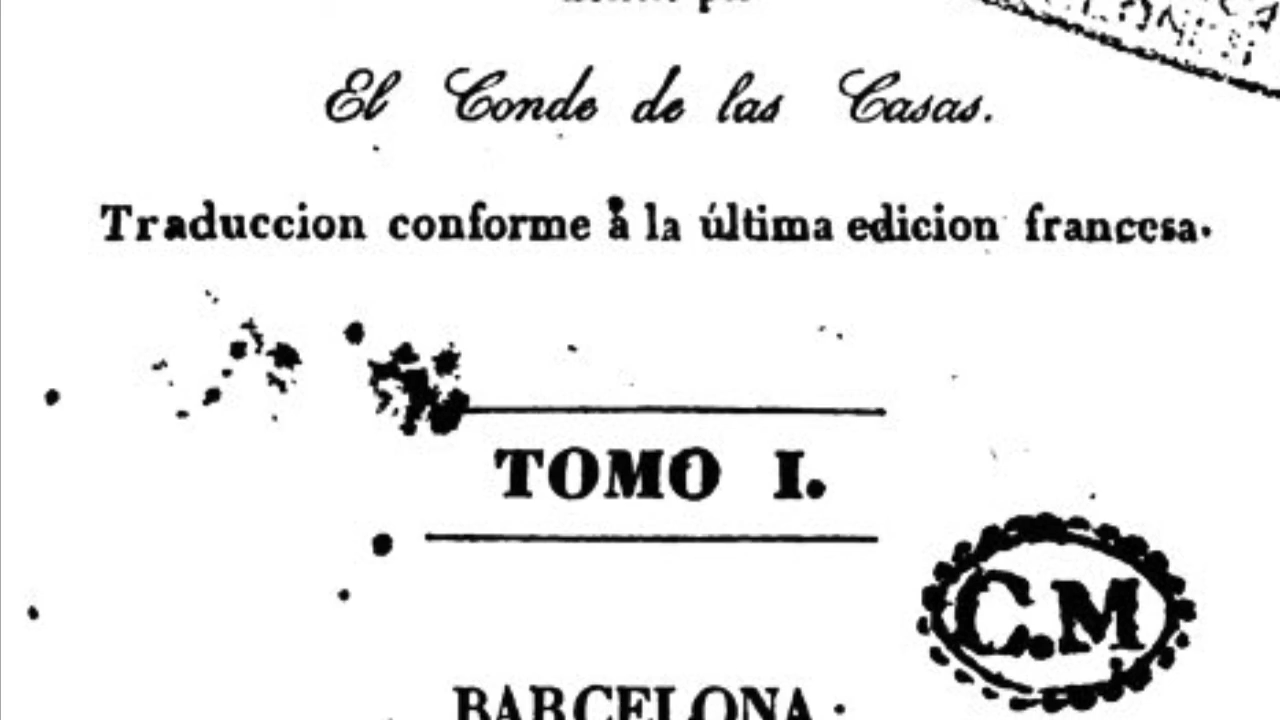 El Conde de las Casas.
Traduccion conforme à la última edicion francesa.
TOMO I.
C.M
BARCELONA.